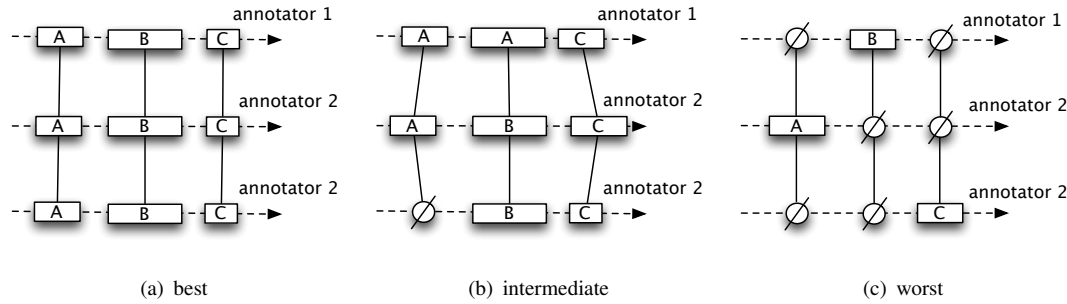 annotator 1
A B C
annotator 2
A B C
annotator 2
A B C
(a) best
annotator 1
A A C
annotator 2
A B C
annotator 2
∅ B C
(b) intermediate
annotator 1
∅ B ∅
annotator 2
A ∅ ∅
annotator 2
∅ ∅ C
(c) worst